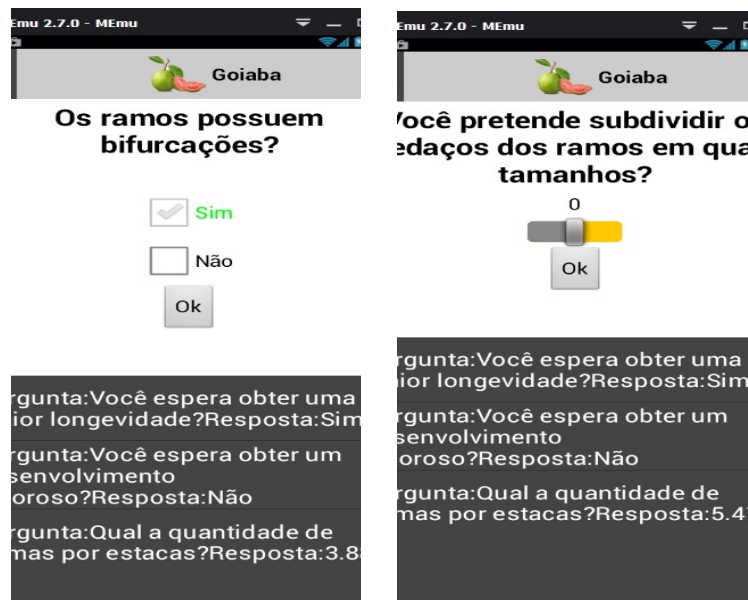 Emu 2.7.0 - MEmu
Goiaba
Os ramos possuem
bifurcações?
Sim
Não
Ok
rgunta:Você espera obter uma
ior longevidade?Resposta:Sim
rgunta:Você espera obter um
senvolvimento
oroso?Resposta:Não
rgunta:Qual a quantidade de
mas por estacas?Resposta:3.8
Emu 2.7.0 - MEmu
Goiaba
Você pretende subdividir o
edaços dos ramos em qua
tamanhos?
0
Ok
rgunta:Você espera obter uma
ior longevidade?Resposta:Sim
rgunta:Você espera obter um
senvolvimento
oroso?Resposta:Não
rgunta:Qual a quantidade de
mas por estacas?Resposta:5.4